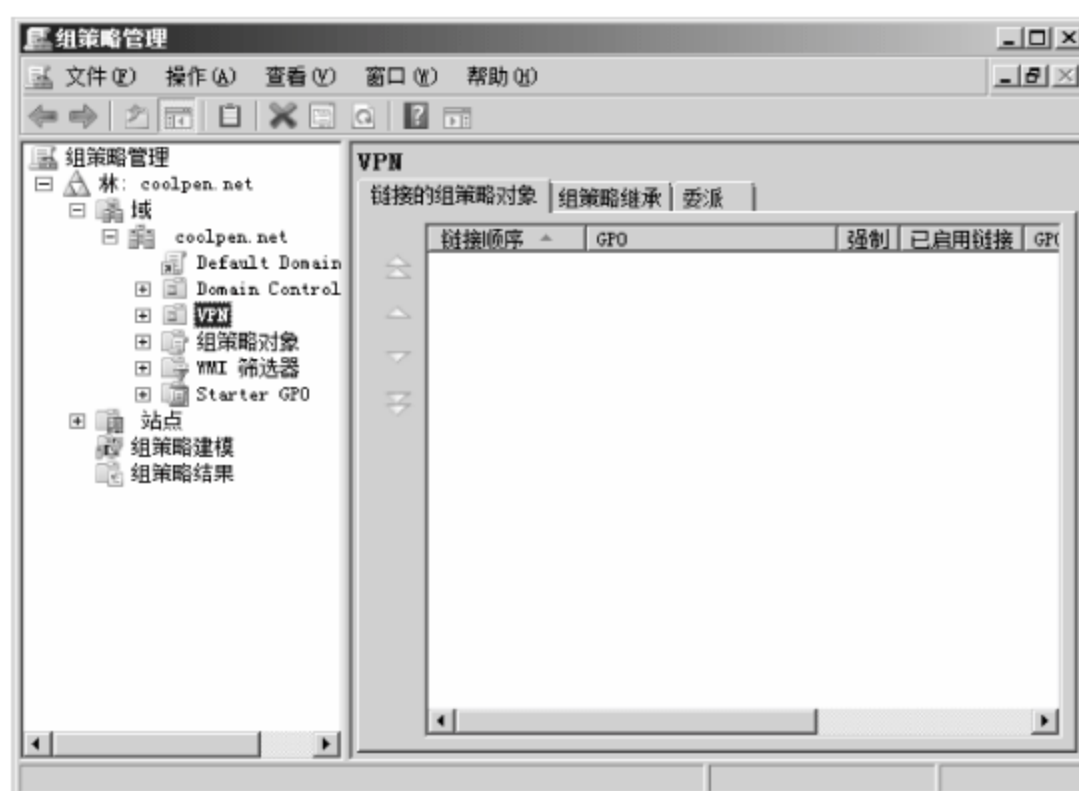 组策略管理
文件(F) 操作(A) 查看(V) 窗口(W) 帮助(H)
组策略管理
林: coolpen.net
域
coolpen.net
Default Domain
Domain Control
VPN
组策略对象
WMI 筛选器
Starter GPO
站点
组策略建模
组策略结果
VPN
链接的组策略对象 组策略继承 委派
链接顺序 GPO 强制 已启用链接 GPO